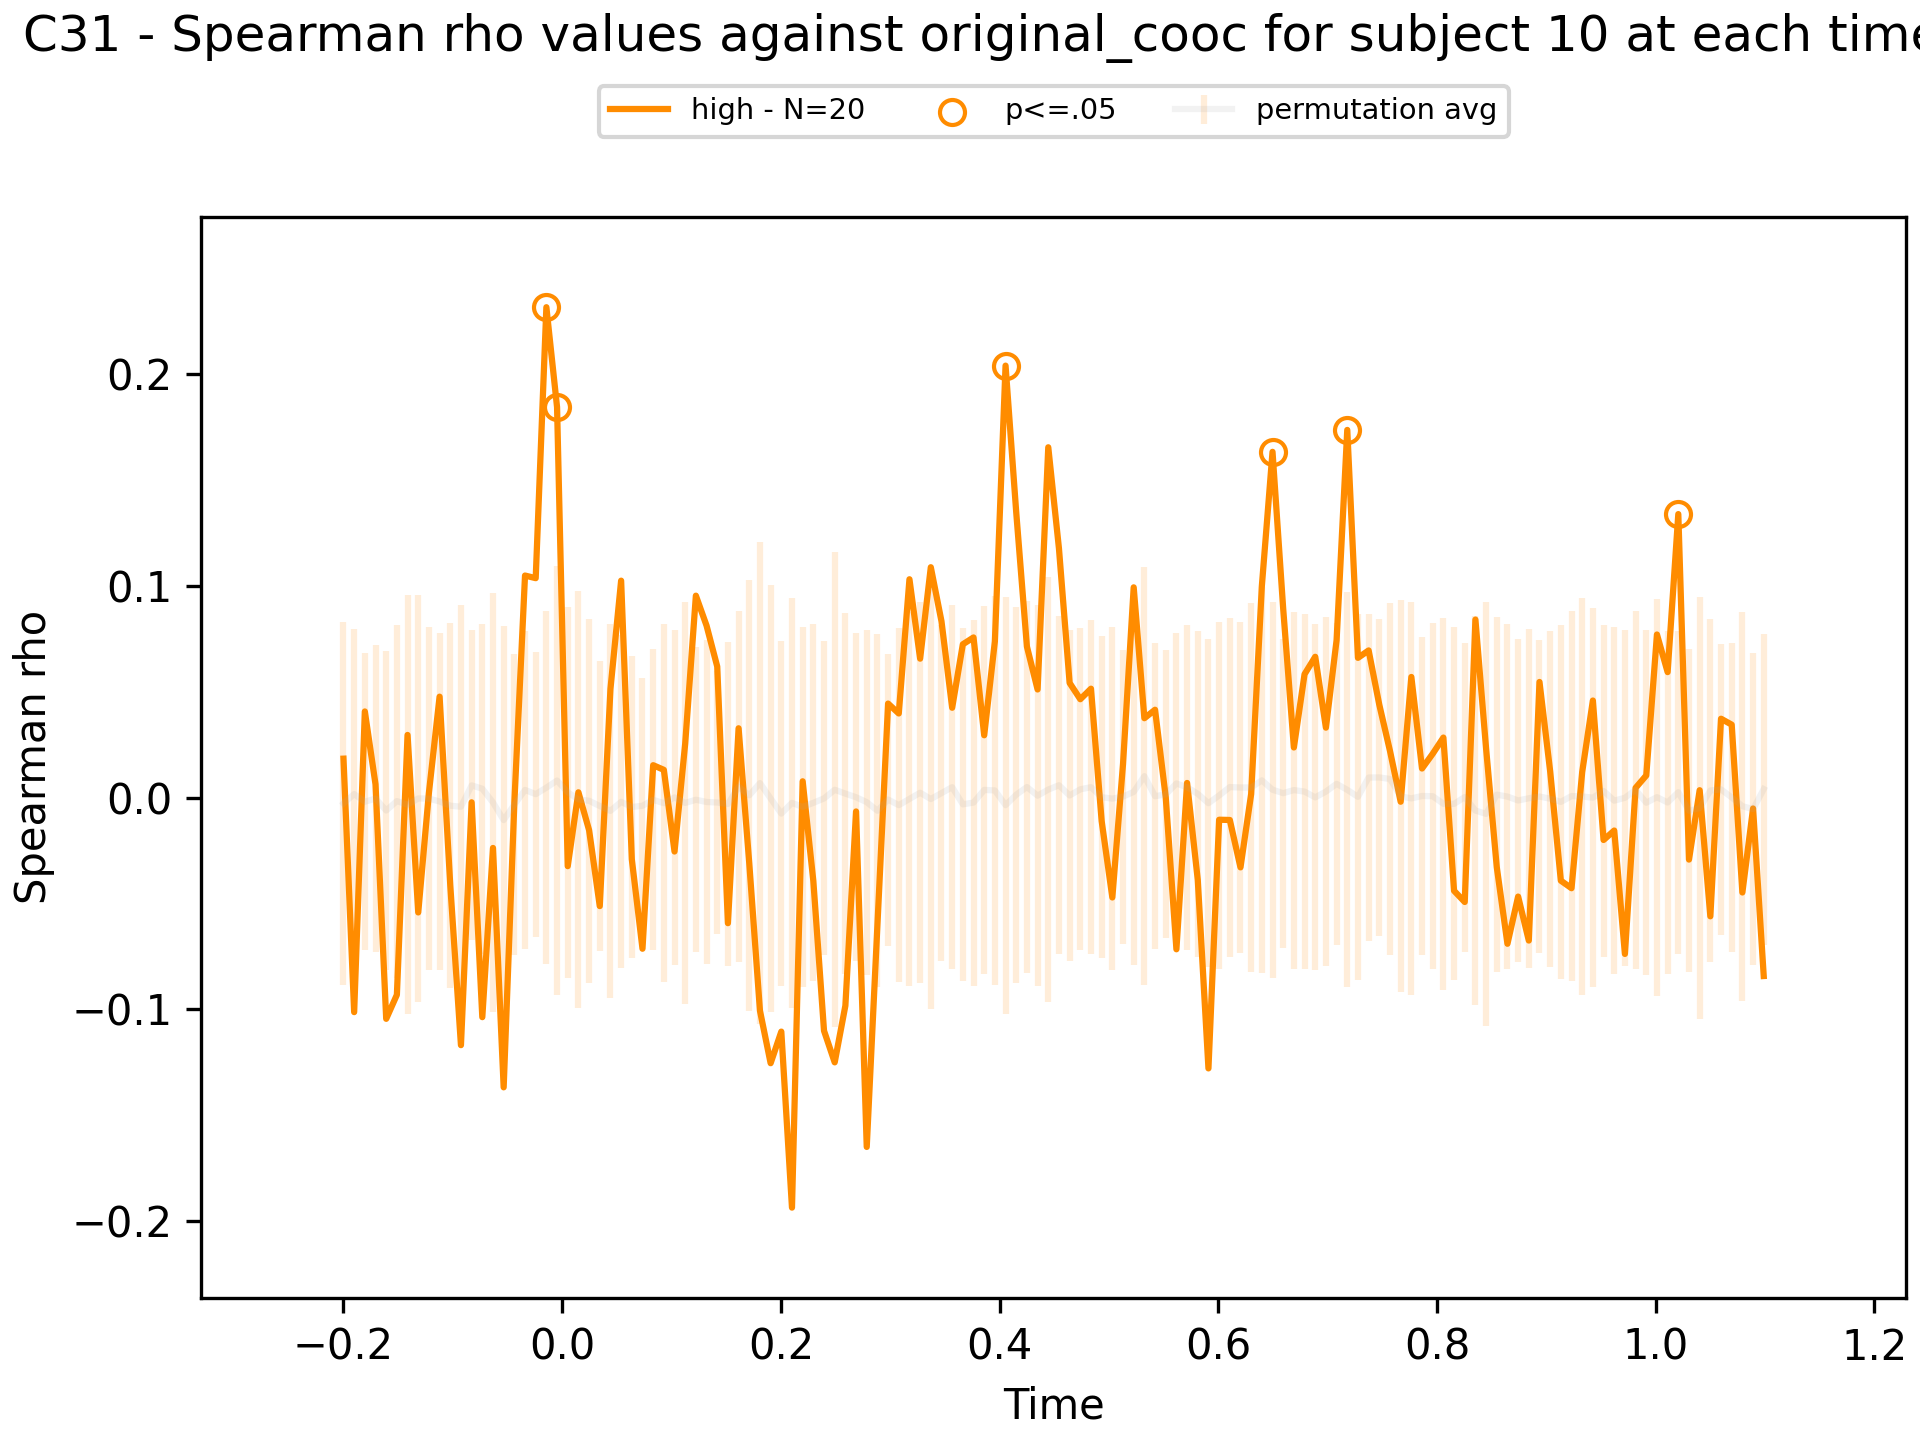 C31 - Spearman rho values against original_cooc for subject 10 at each time
high - N=20 p<=.05 permutation avg
Spearman rho
0.2
0.1
0.0
−0.1
−0.2
−0.2 0.0 0.2 0.4 0.6 0.8 1.0 1.2
Time